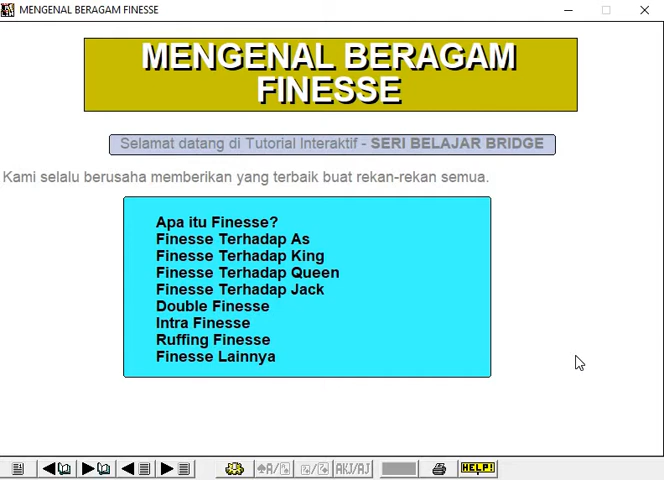 MENGENAL BERAGAM FINESSE
MENGENAL BERAGAM
FINESSE
Selamat datang di Tutorial Interaktif - SERI BELAJAR BRIDGE
Kami selalu berusaha memberikan yang terbaik buat rekan-rekan semua.
Apa itu Finesse?
Finesse Terhadap As
Finesse Terhadap King
Finesse Terhadap Queen
Finesse Terhadap Jack
Double Finesse
Intra Finesse
Ruffing Finesse
Finesse Lainnya
AKJ/AJ HELP!